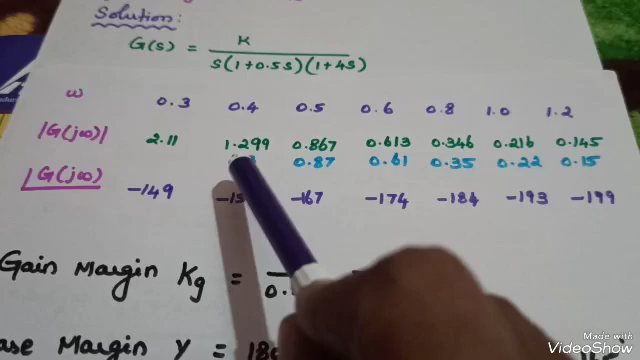 Solution:
G(s) = K / s(1+0.5s)(1+4s)
ω 0.3 0.4 0.5 0.6 0.8 1.0 1.2
|G(jω)| 2.11 1.299 0.867 0.613 0.346 0.216 0.145
0.87 0.61 0.35 0.22 0.15
∠G(jω) -149 -167 -174 -184 -193 -199
Gain Margin Kg =
Margin γ =
Made with
VideoShow